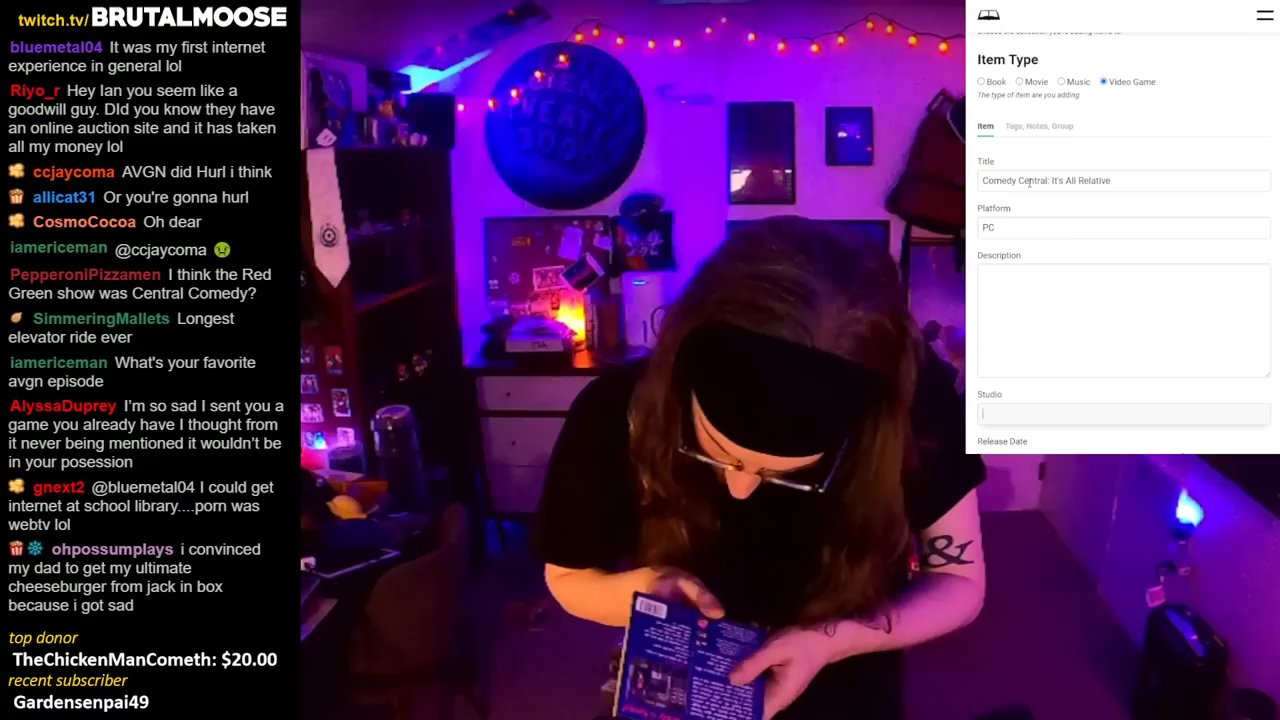 twitch.tv/BRUTALMOOSE
bluemetal04 It was my first internet
experience in general lol
Riyo_r Hey Ian you seem like a
goodwill guy. DId you know they have
an online auction site and it has taken
all my money lol
ccjaycoma AVGN did Hurl i think
allicat31 Or you're gonna hurl
CosmoCocoa Oh dear
iamericeman @ccjaycoma
PepperoniPizzamen I think the Red
Green show was Central Comedy?
SimmeringMallets Longest
elevator ride ever
iamericeman What's your favorite
avgn episode
AlyssaDuprey I'm so sad I sent you a
game you already have I thought from
it never being mentioned it wouldn't be
in your posession
gnext2 @bluemetal04 I could get
internet at school library....porn was
webtv lol
ohpossumplays i convinced
my dad to get my ultimate
cheeseburger from jack in box
because i got sad
top donor
TheChickenManCometh: $20.00
recent subscriber
Gardensenpai49
Item Type
Book Movie Music Video Game
The type of item are you adding
Item Tags, Notes, Group
Title
Comedy Central: It's All Relative
Platform
PC
Description
Studio
Release Date
&